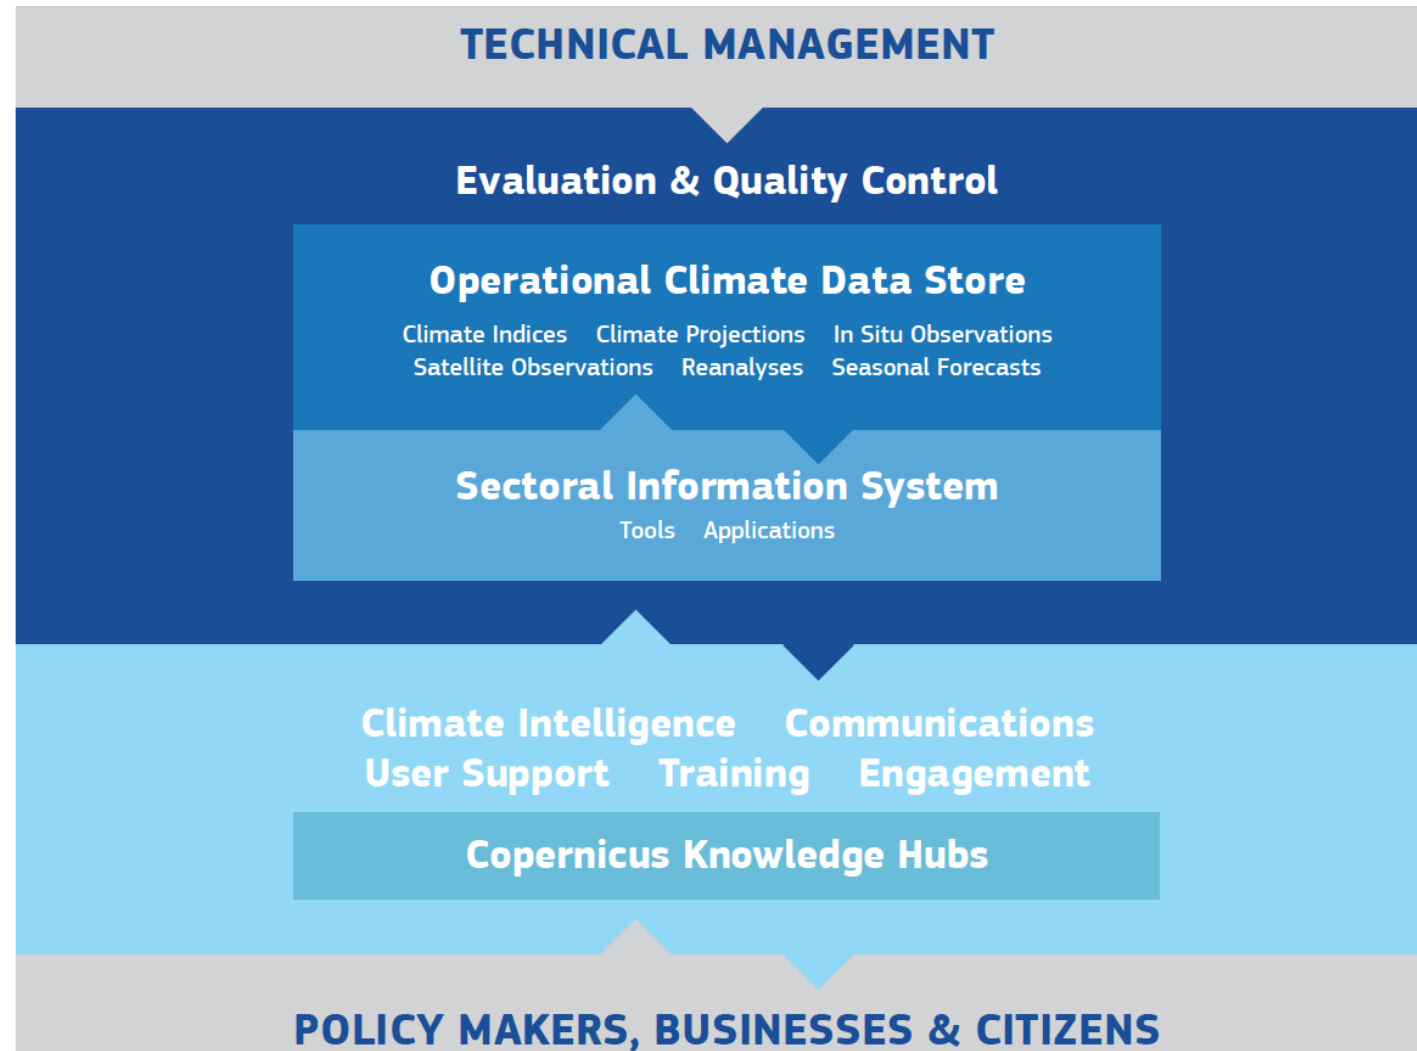 TECHNICAL MANAGEMENT
Evaluation & Quality Control
Operational Climate Data Store
Climate Indices Climate Projections In Situ Observations
Satellite Observations Reanalyses Seasonal Forecasts
Sectoral Information System
Tools Applications
Climate Intelligence Communications
User Support Training Engagement
Copernicus Knowledge Hubs
POLICY MAKERS, BUSINESSES & CITIZENS